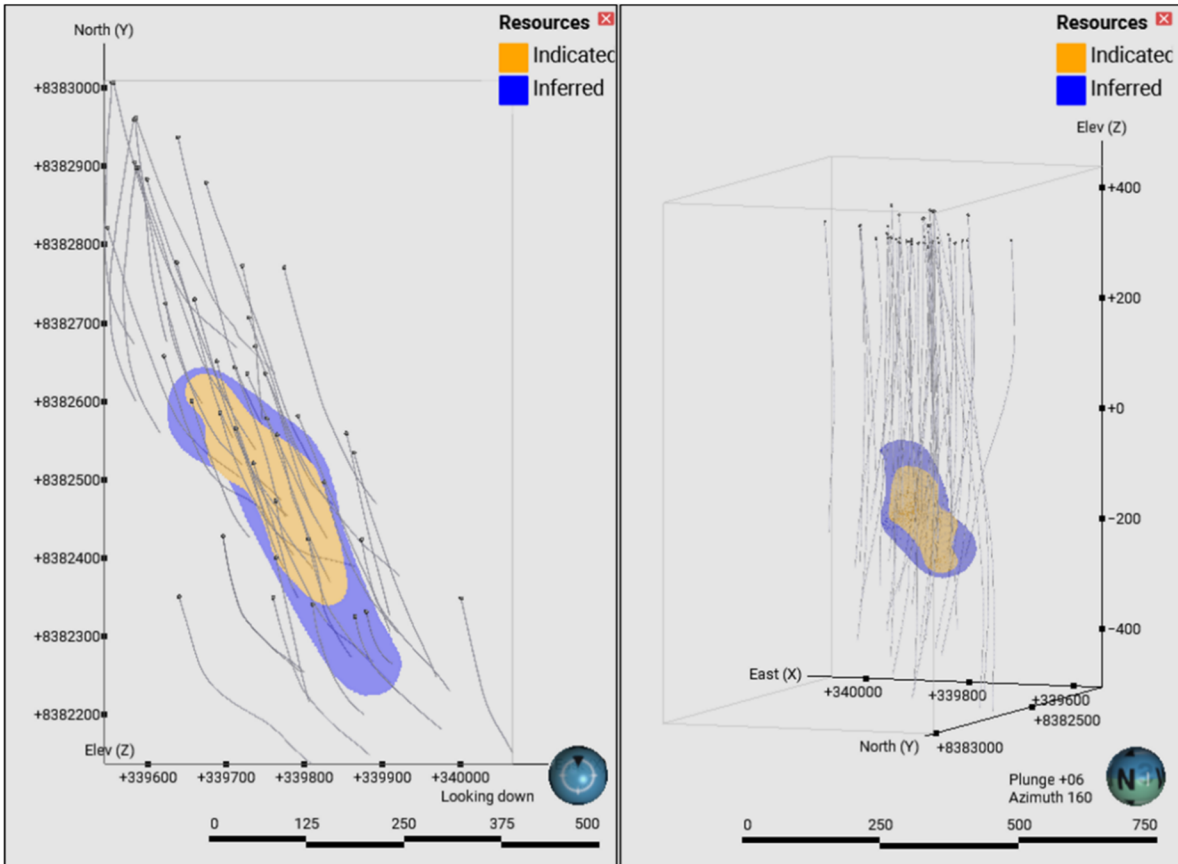 North (Y)
Resources
Indicated
Inferred
+8383000
+8382900
+8382800
+8382700
+8382600
+8382500
+8382400
+8382300
+8382200
Elev (Z)
+339600 +339700 +339800 +339900 +340000
Looking down
0 125 250 375 500
Resources
Indicated
Inferred
Elev (Z)
+400
+200
+0
−200
−400
East (X)
+340000
+339800
+339600
+8382500
North (Y)
+8383000
Plunge +06
Azimuth 160
N
0 250 500 750